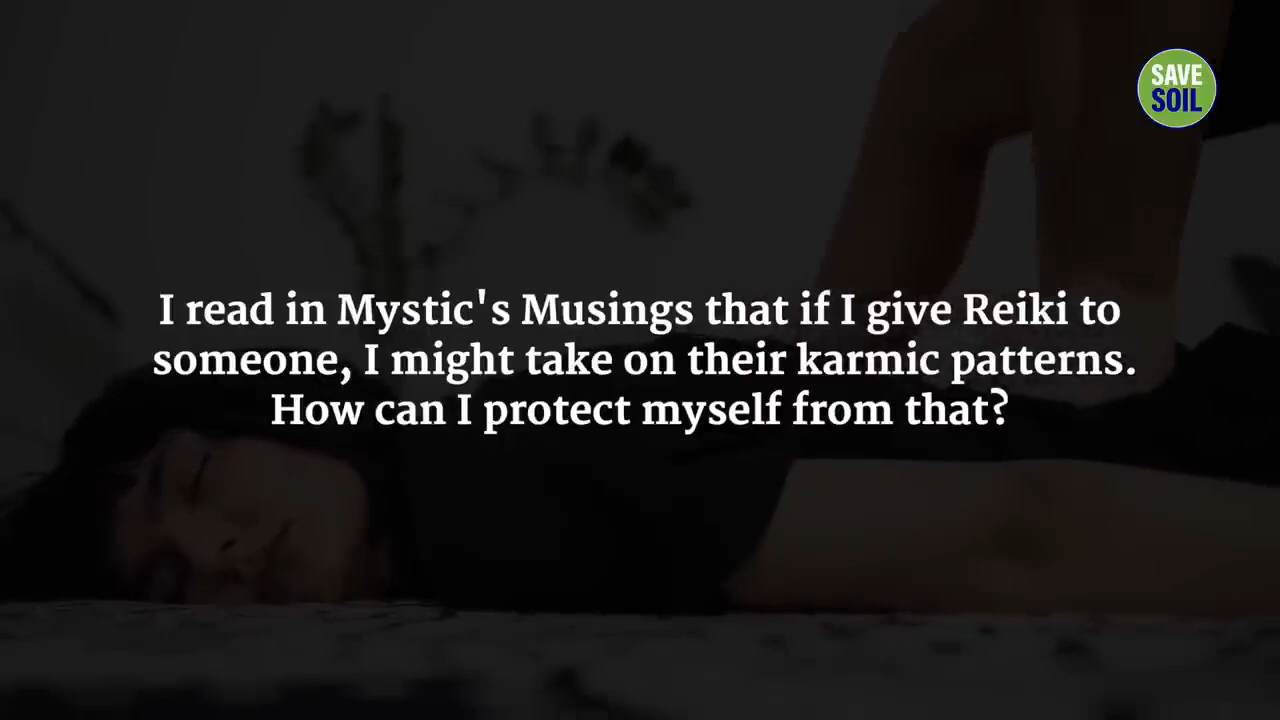 SAVE
SOIL
I read in Mystic's Musings that if I give Reiki to
someone, I might take on their karmic patterns.
How can I protect myself from that?